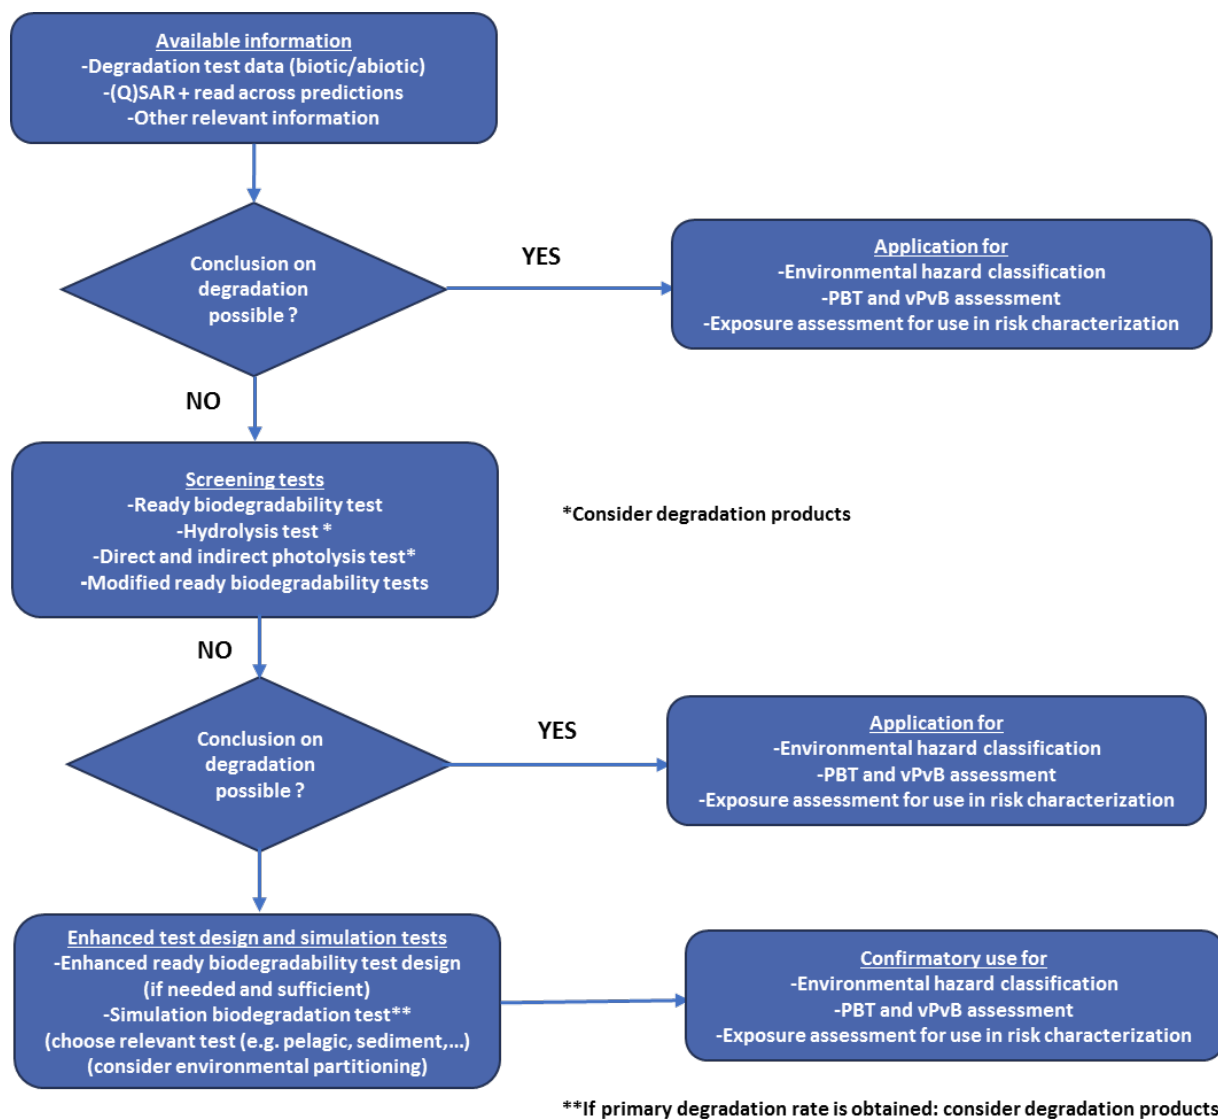 Available information
-Degradation test data (biotic/abiotic)
-(Q)SAR + read across predictions
-Other relevant information
Conclusion on
degradation
possible ?
YES
Application for
-Environmental hazard classification
-PBT and vPvB assessment
-Exposure assessment for use in risk characterization
NO
Screening tests
-Ready biodegradability test
-Hydrolysis test *
-Direct and indirect photolysis test*
-Modified ready biodegradability tests
*Consider degradation products
NO
Conclusion on
degradation
possible ?
YES
Application for
-Environmental hazard classification
-PBT and vPvB assessment
-Exposure assessment for use in risk characterization
Enhanced test design and simulation tests
-Enhanced ready biodegradability test design
(if needed and sufficient)
-Simulation biodegradation test**
(choose relevant test (e.g. pelagic, sediment,...)
(consider environmental partitioning)
Confirmatory use for
-Environmental hazard classification
-PBT and vPvB assessment
-Exposure assessment for use in risk characterization
**If primary degradation rate is obtained: consider degradation products